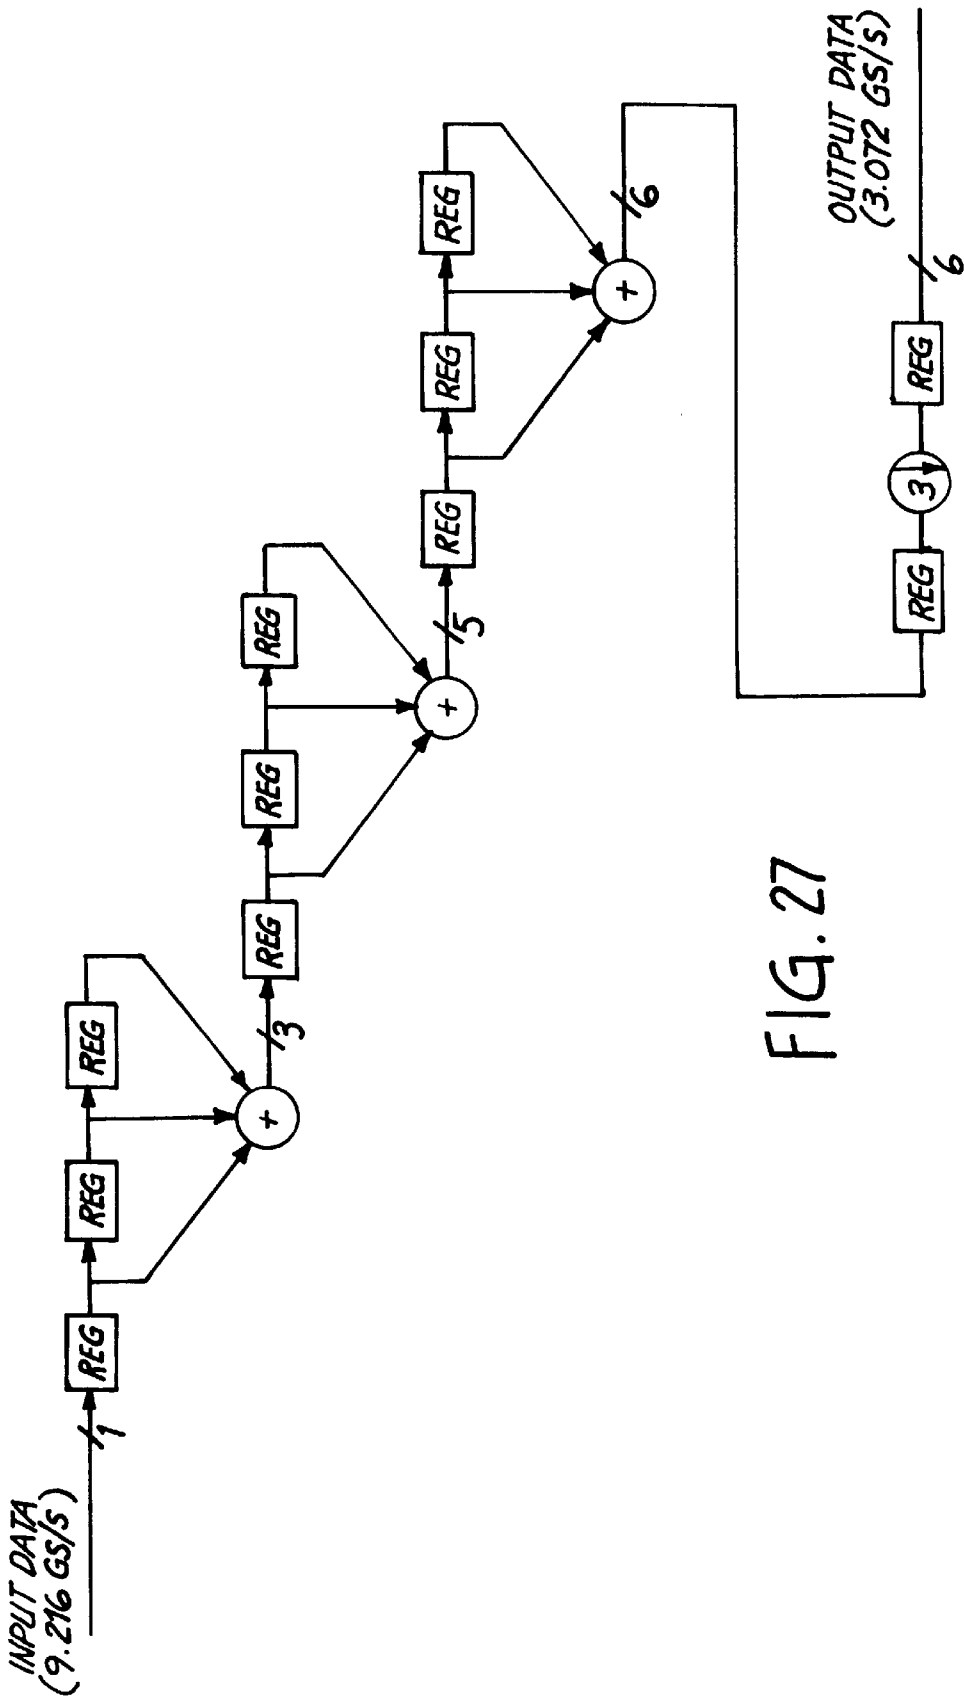 INPUT DATA
(9.216 GS/S)
1
REG
REG
REG
+
3
REG
REG
REG
+
5
REG
REG
REG
+
6
REG
3
REG
6
OUTPUT DATA
(3.072 GS/S)
FIG. 27